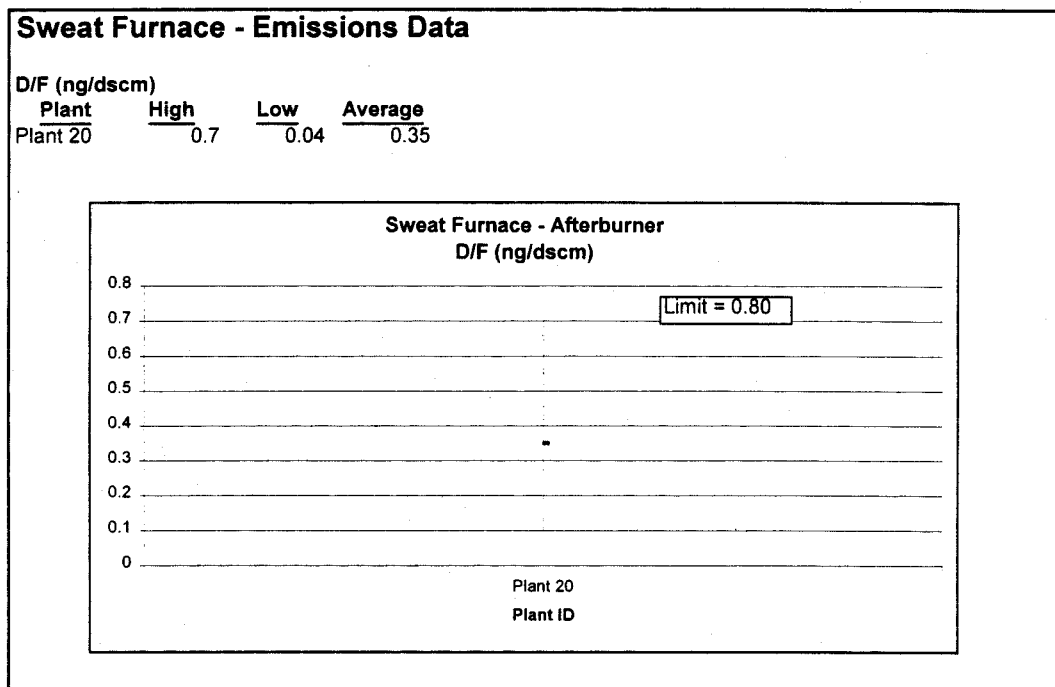 Sweat Furnace - Emissions Data
D/F (ng/dscm)
Plant High Low Average
Plant 20 0.7 0.04 0.35
Sweat Furnace - Afterburner
D/F (ng/dscm)
0.8
Limit = 0.80
0.7
0.6
0.5
0.4
0.3
0.2
0.1
0
Plant 20
Plant ID